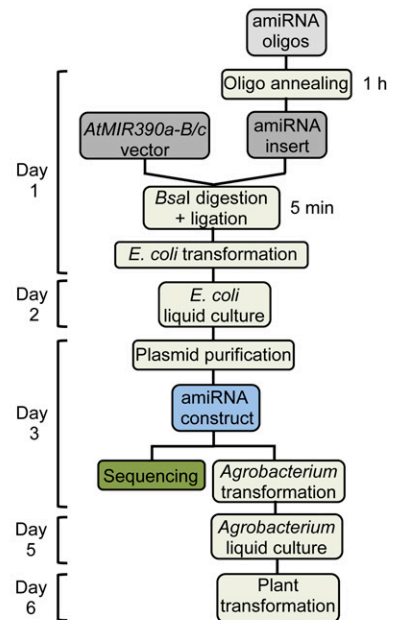 amiRNA
oligos
Oligo annealing
1 h
AtMIR390a-B/c
vector
amiRNA
insert
Day
1
BsaI digestion
+ ligation
5 min
E. coli transformation
Day
2
E. coli
liquid culture
Plasmid purification
Day
3
amiRNA
construct
Sequencing
Agrobacterium
transformation
Day
5
Agrobacterium
liquid culture
Day
6
Plant
transformation